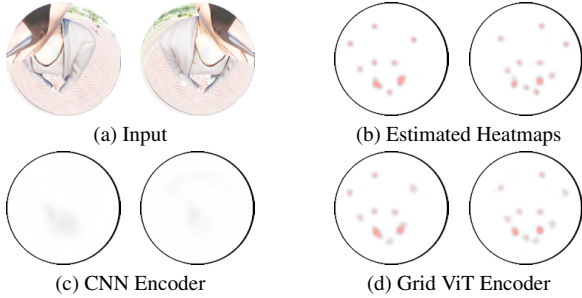 (a) Input
(b) Estimated Heatmaps
(c) CNN Encoder
(d) Grid ViT Encoder